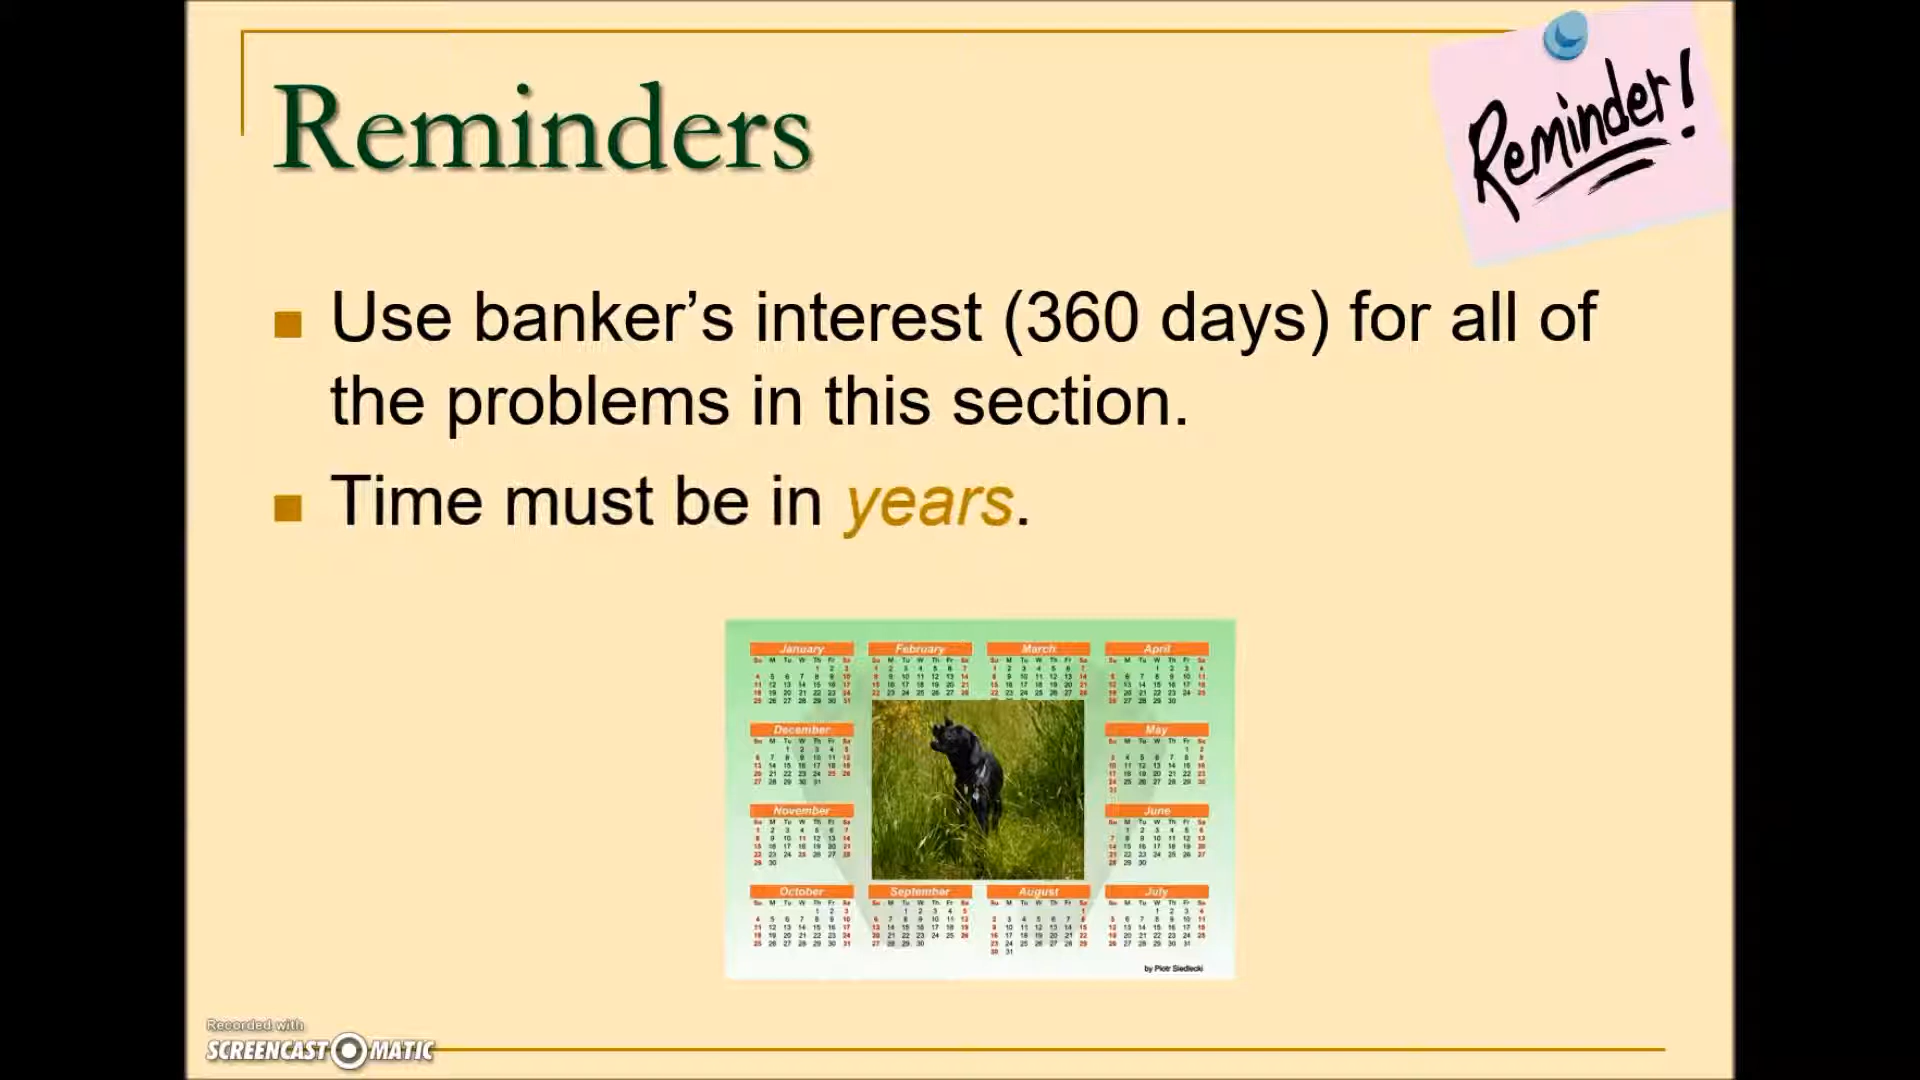 Reminders
Reminder!
Use banker’s interest (360 days) for all of
the problems in this section.
Time must be in years.
January
February
March
April
December
May
November
June
October
September
August
July
by Piotr Siedlecki
Recorded with
SCREENCAST MATIC